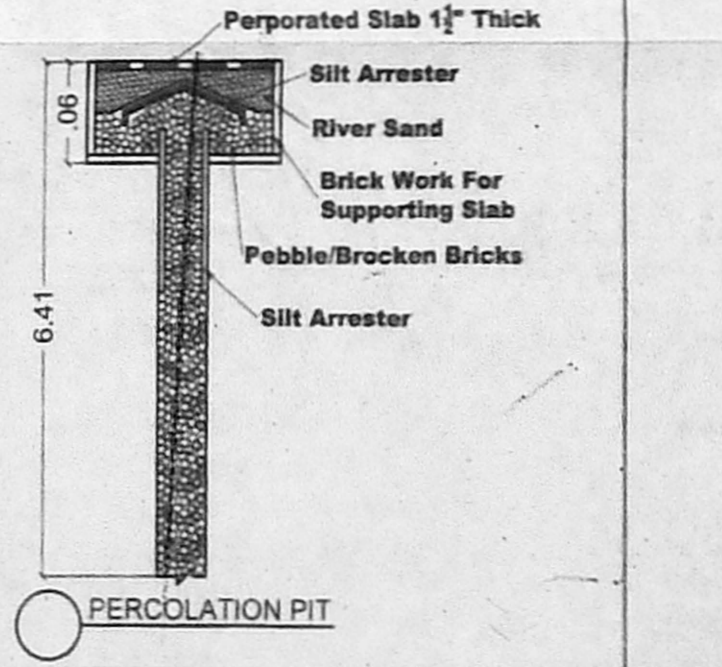 Perporated Slab 1½" Thick
Silt Arrester
River Sand
Brick Work For
Supporting Slab
Pebble/Brocken Bricks
Silt Arrester
.06
6.41
PERCOLATION PIT